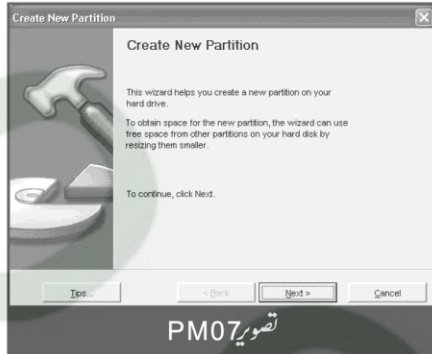 Create New Partition
Create New Partition
This wizard helps you create a new partition on your
hard drive.
To obtain space for the new partition, the wizard can use
free space from other partitions on your hard disk by
resizing them smaller.
To continue, click Next.
Tips... < Back Next > Cancel
تصویر PM07